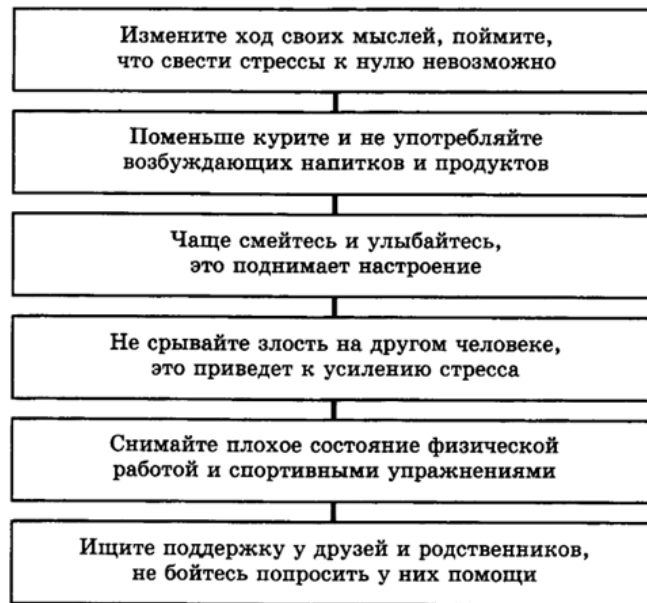 Измените ход своих мыслей, поймите,
что свести стрессы к нулю невозможно
Поменьше курите и не употребляйте
возбуждающих напитков и продуктов
Чаще смейтесь и улыбайтесь,
это поднимает настроение
Не срывайте злость на другом человеке,
это приведет к усилению стресса
Снимайте плохое состояние физической
работой и спортивными упражнениями
Ищите поддержку у друзей и родственников,
не бойтесь попросить у них помощи